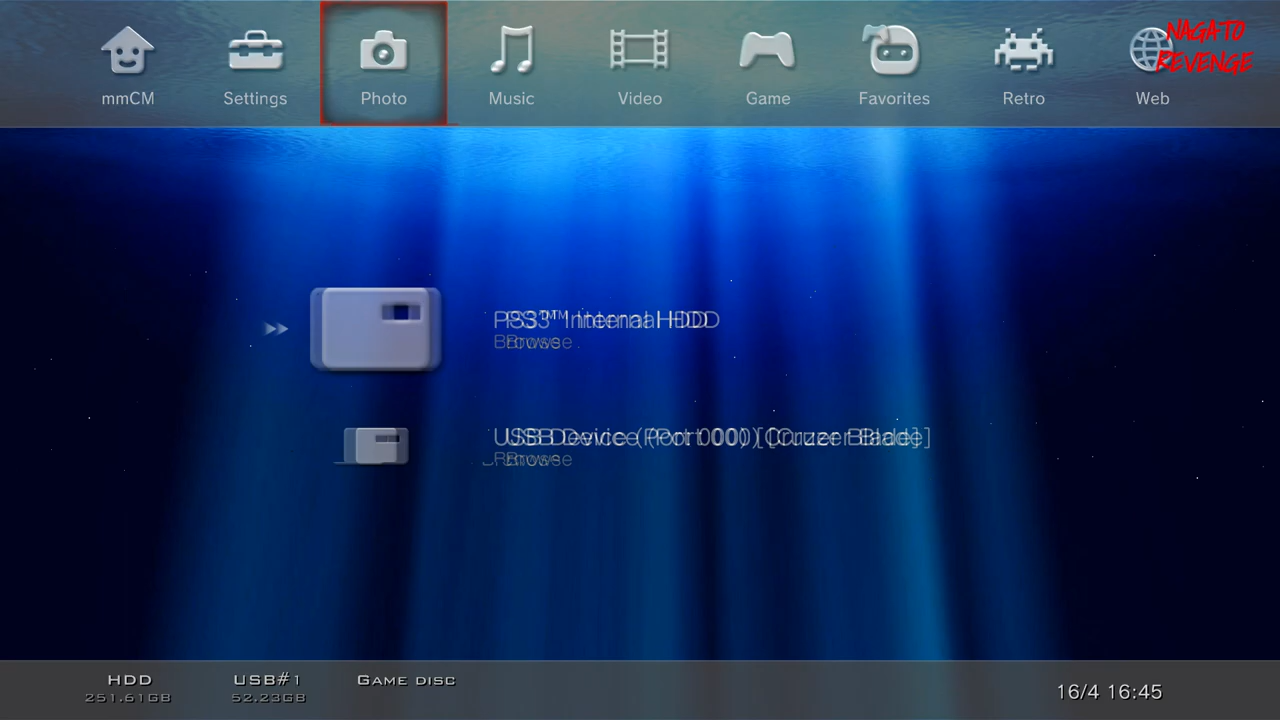 mmCM
Settings
Photo
Music
Video
Game
Favorites
Retro
Web
NAGATO
REVENGE
PS3™ Internal HDD
Browse
USB Device (Port 000) [Cruzer Blade]
Browse
HDD
251.61GB
USB#1
52.23GB
GAME DISC
16/4 16:45